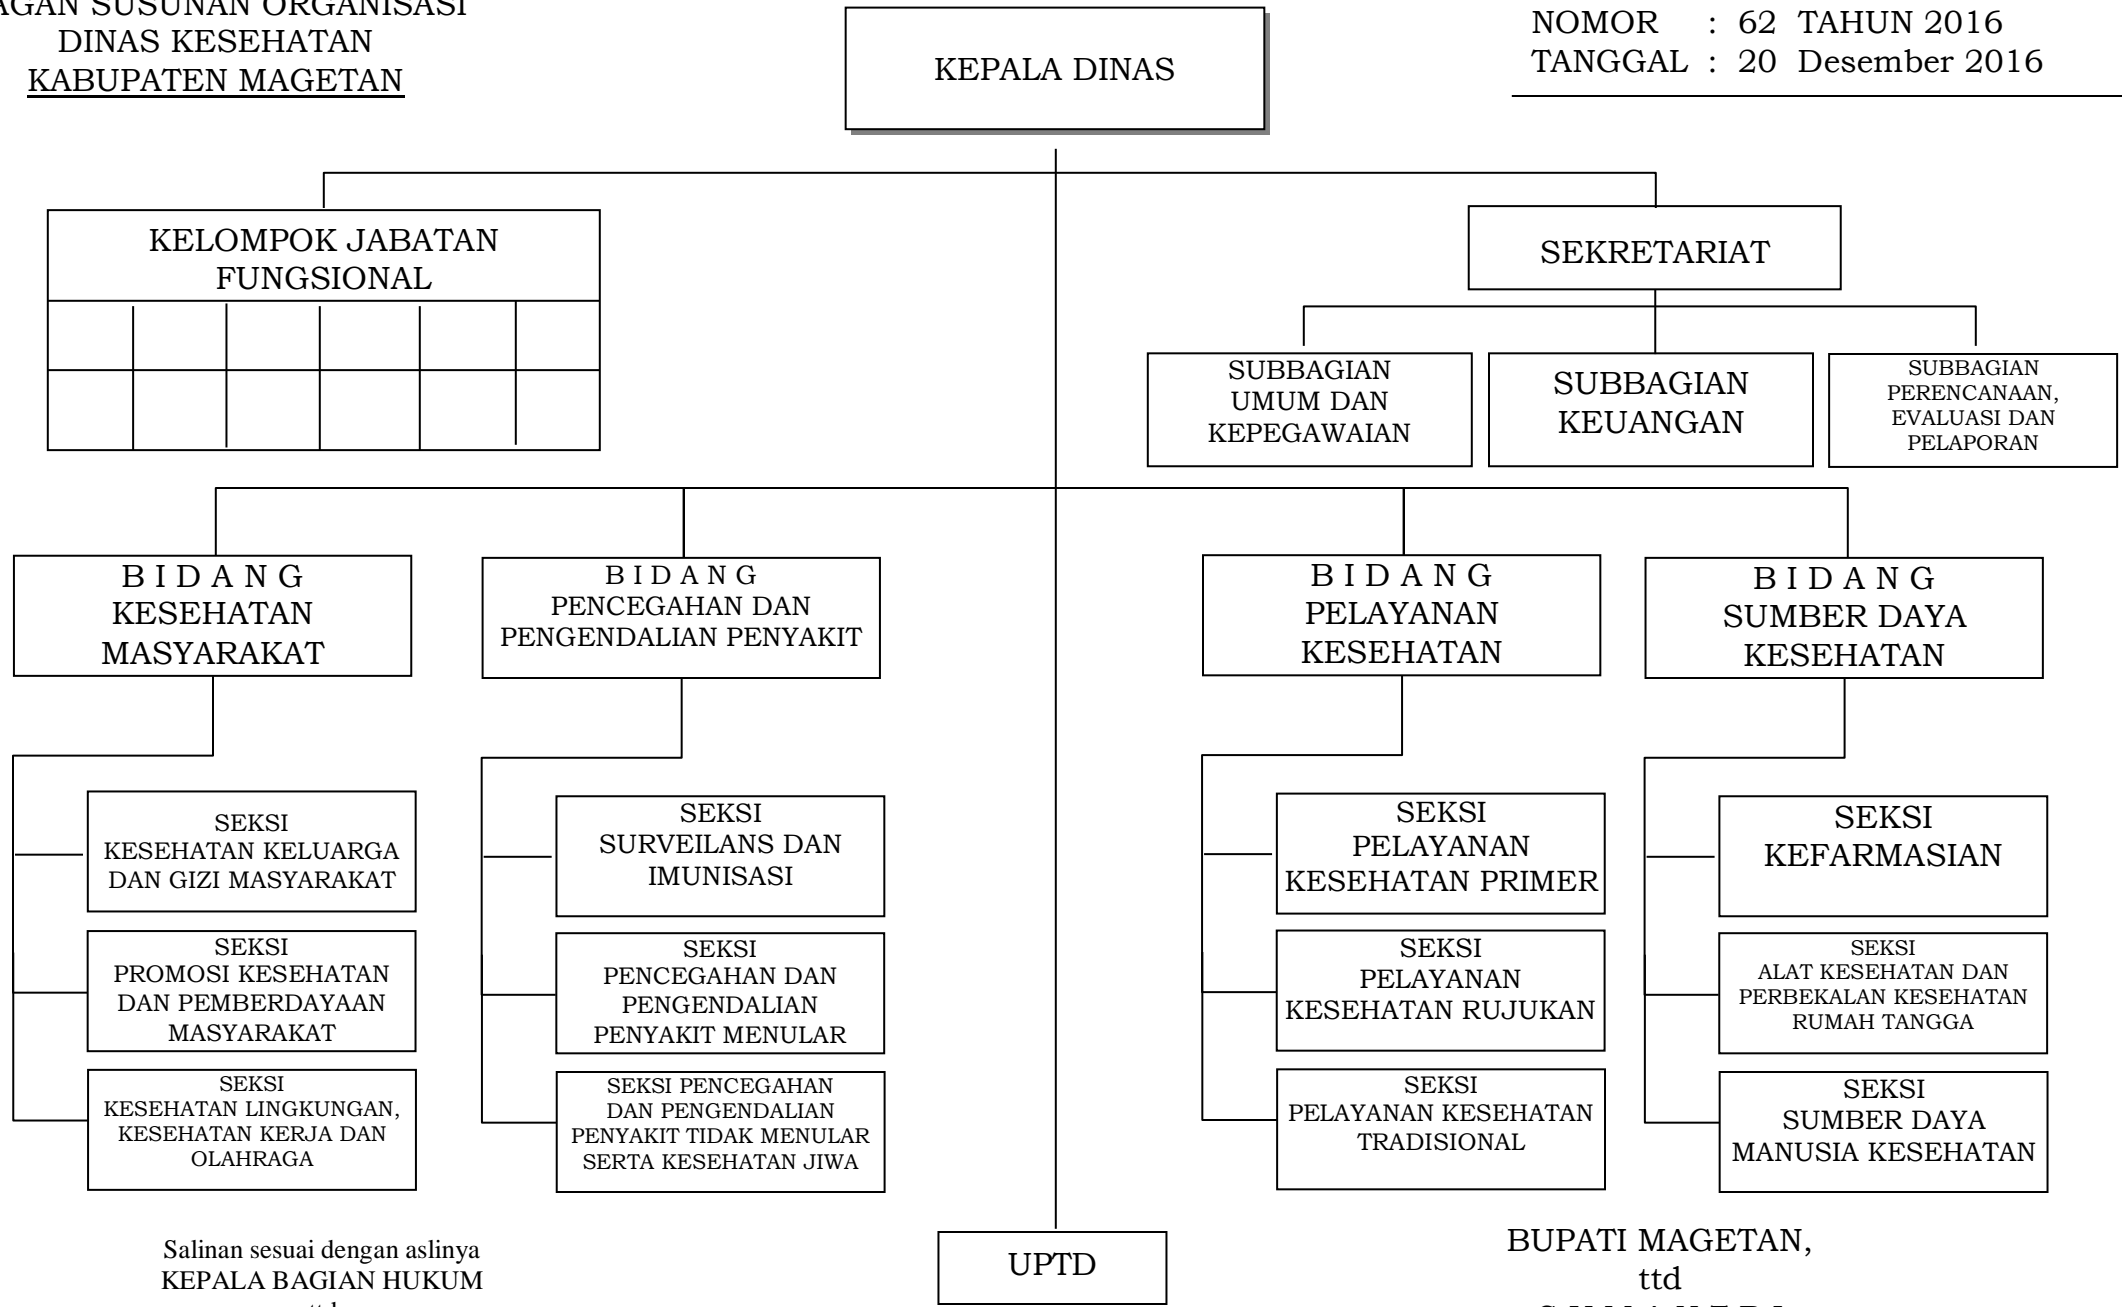 SUSUNAN ORGANISASI
DINAS KESEHATAN
KABUPATEN MAGETAN
KEPALA DINAS
NOMOR : 62 TAHUN 2016
TANGGAL : 20 Desember 2016
KELOMPOK JABATAN
FUNGSIONAL
SEKRETARIAT
SUBBAGIAN
UMUM DAN
KEPEGAWAIAN
SUBBAGIAN
KEUANGAN
SUBBAGIAN
PERENCANAAN,
EVALUASI DAN
PELAPORAN
B I D A N G
KESEHATAN
MASYARAKAT
B I D A N G
PENCEGAHAN DAN
PENGENDALIAN PENYAKIT
B I D A N G
PELAYANAN
KESEHATAN
B I D A N G
SUMBER DAYA
KESEHATAN
SEKSI
KESEHATAN KELUARGA
DAN GIZI MASYARAKAT
SEKSI
PROMOSI KESEHATAN
DAN PEMBERDAYAAN
MASYARAKAT
SEKSI
KESEHATAN LINGKUNGAN,
KESEHATAN KERJA DAN
OLAHRAGA
SEKSI
SURVEILANS DAN
IMUNISASI
SEKSI
PENCEGAHAN DAN
PENGENDALIAN
PENYAKIT MENULAR
SEKSI PENCEGAHAN
DAN PENGENDALIAN
PENYAKIT TIDAK MENULAR
SERTA KESEHATAN JIWA
SEKSI
PELAYANAN
KESEHATAN PRIMER
SEKSI
PELAYANAN
KESEHATAN RUJUKAN
SEKSI
PELAYANAN KESEHATAN
TRADISIONAL
SEKSI
KEFARMASIAN
SEKSI
ALAT KESEHATAN DAN
PERBEKALAN KESEHATAN
RUMAH TANGGA
SEKSI
SUMBER DAYA
MANUSIA KESEHATAN
Salinan sesuai dengan aslinya
KEPALA BAGIAN HUKUM
UPTD
BUPATI MAGETAN,
ttd